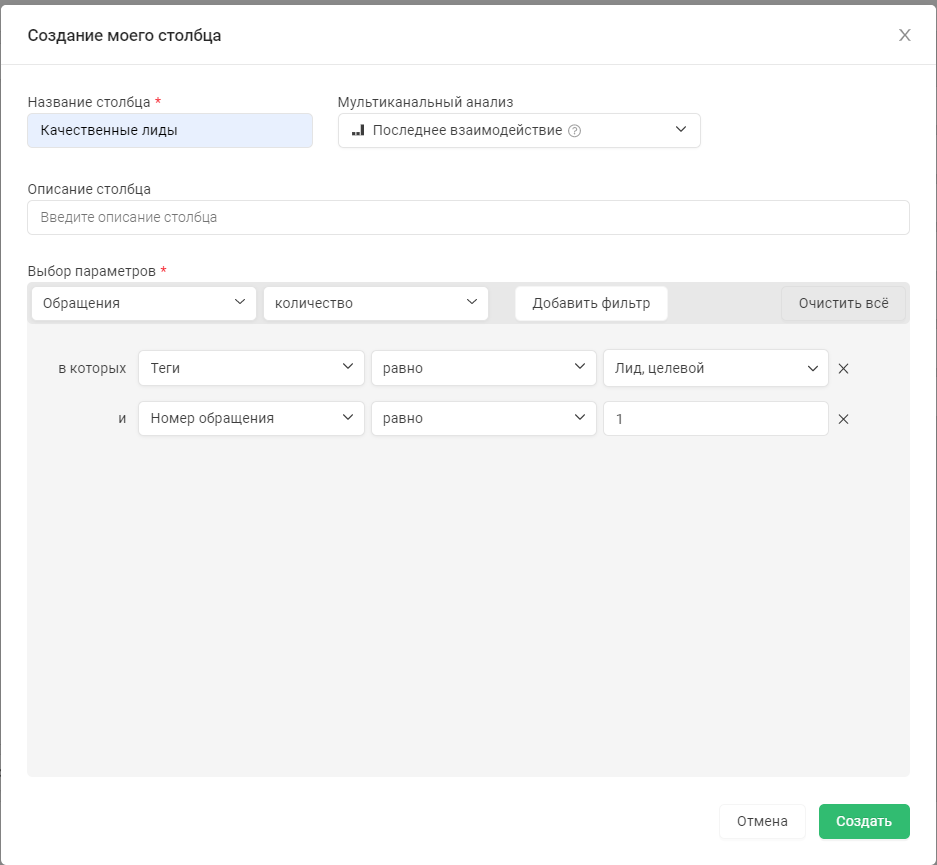 Создание моего столбца
Название столбца * Мультиканальный анализ
Качественные лиды Последнее взаимодействие ?
Описание столбца
Введите описание столбца
Выбор параметров *
Обращения количество Добавить фильтр Очистить всё
в которых Теги равно Лид, целевой
и Номер обращения равно 1
Отмена Создать